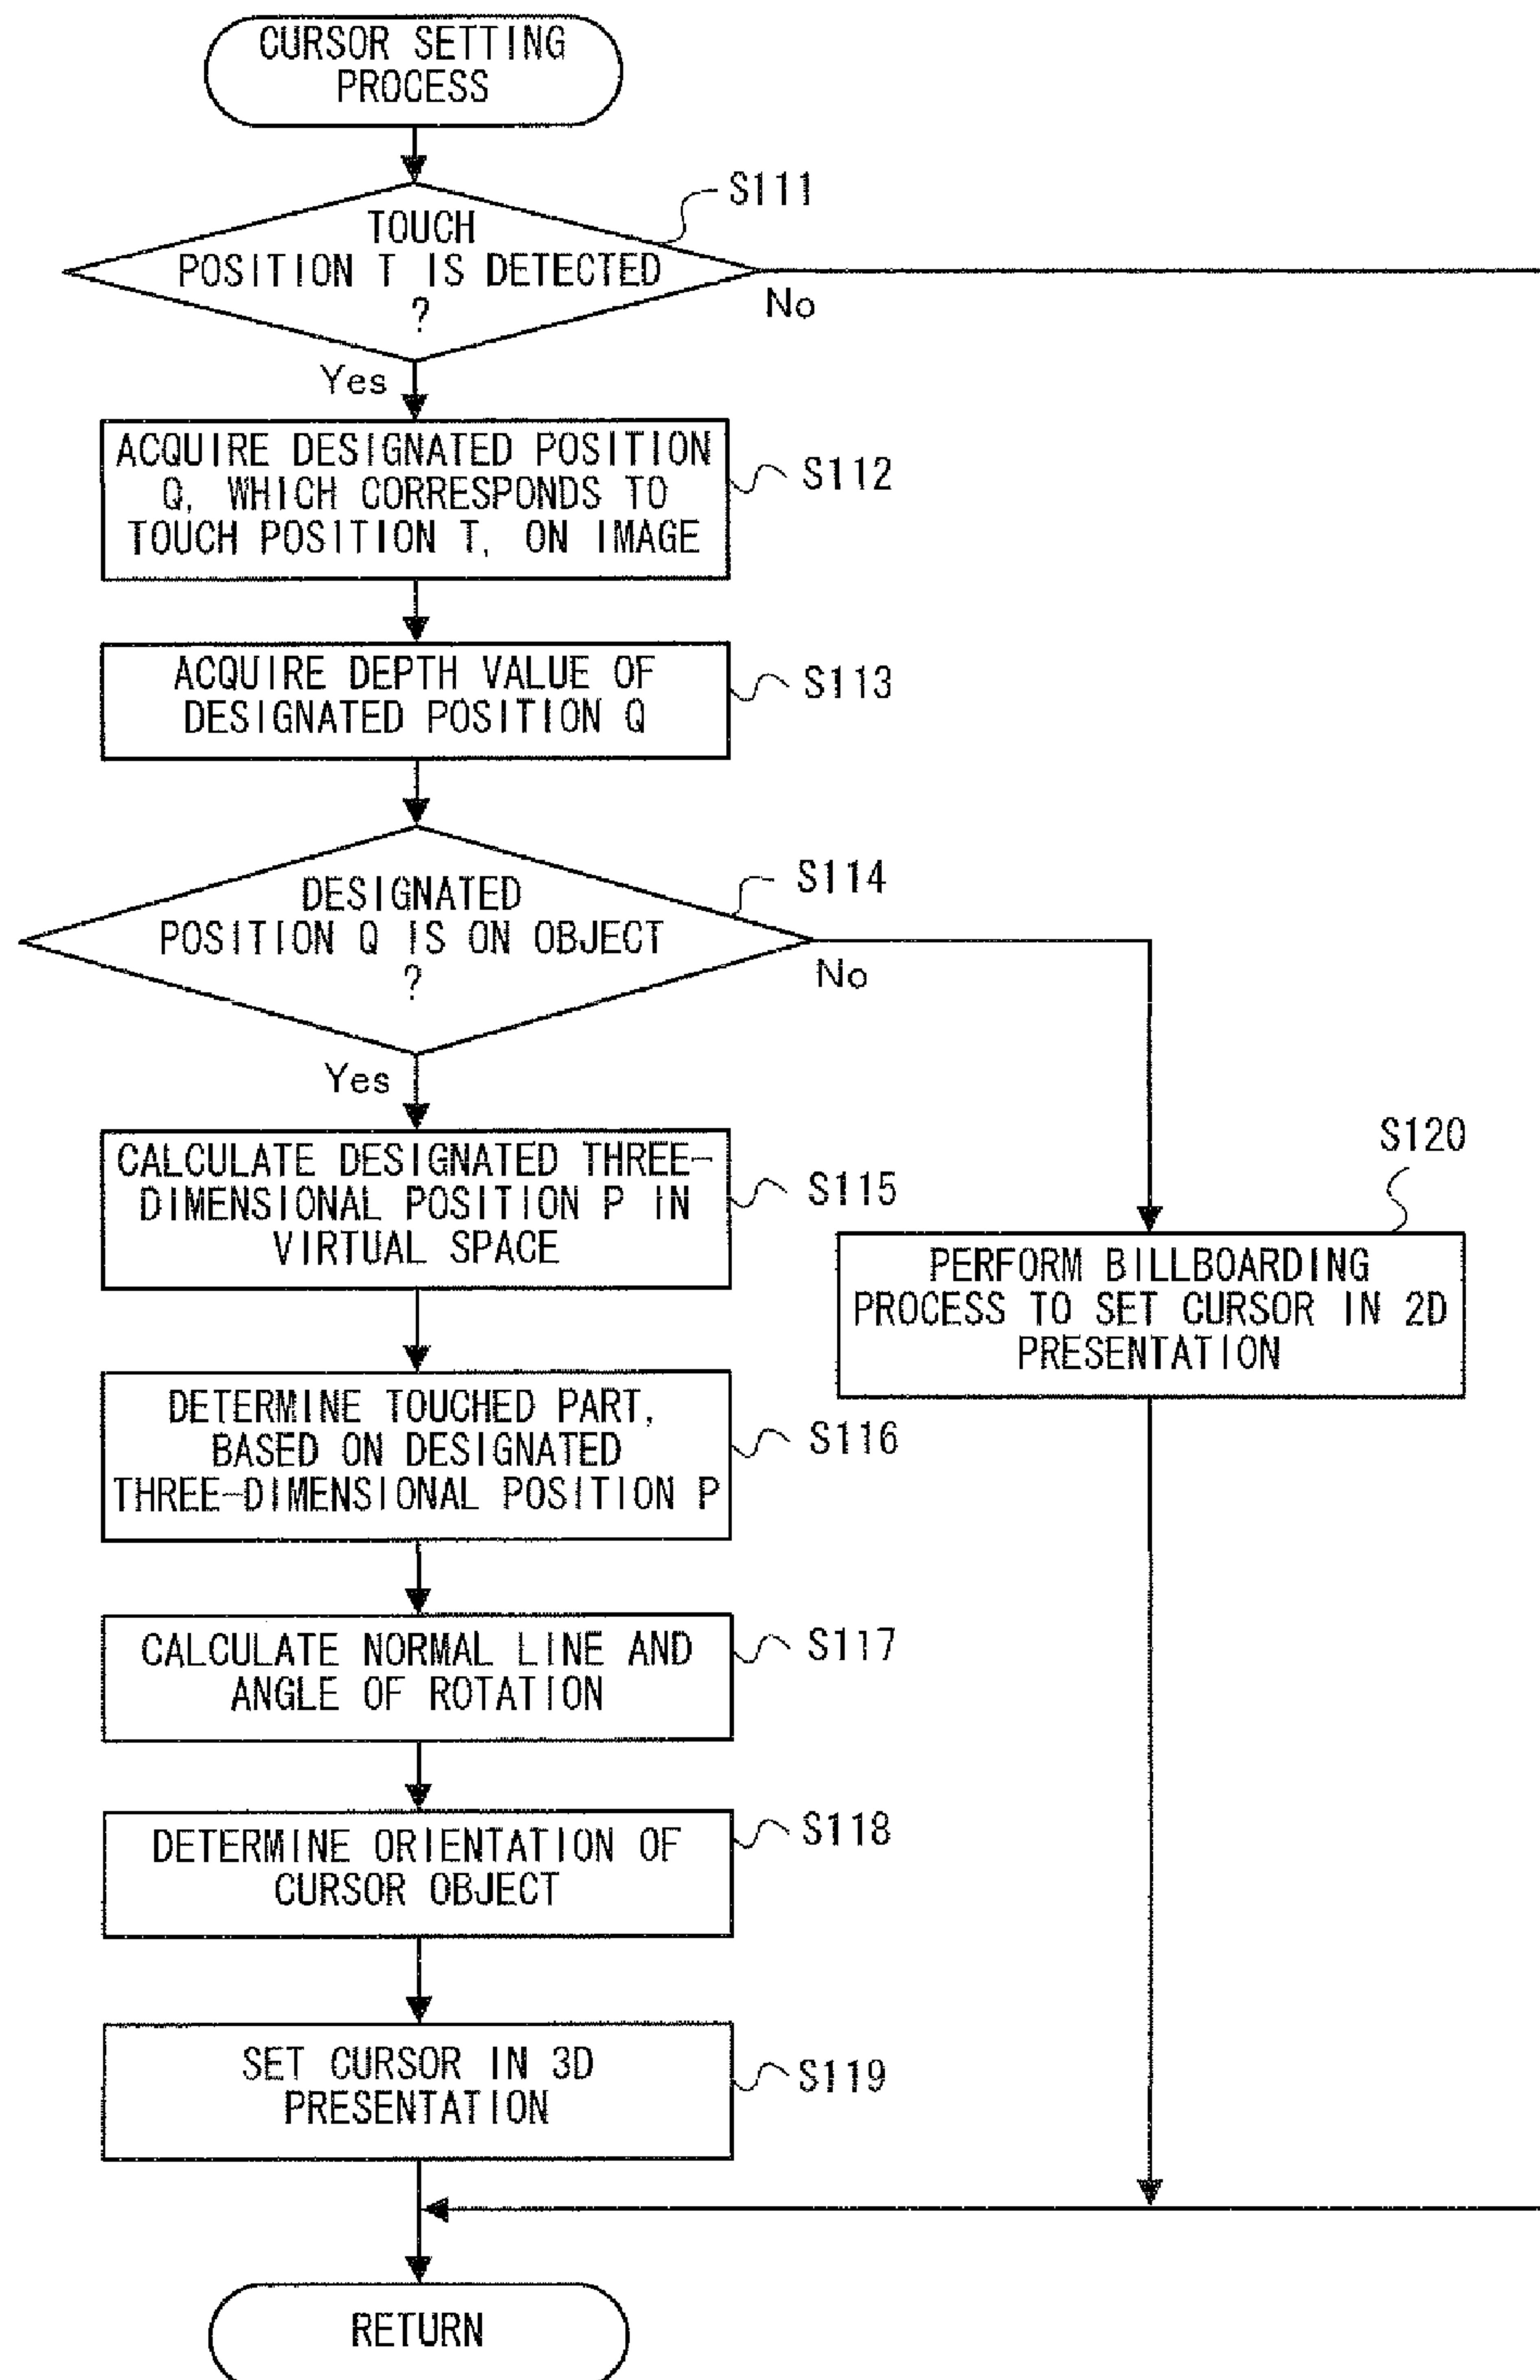 CURSOR SETTING
PROCESS
S111
TOUCH
POSITION T IS DETECTED
?
No
Yes
ACQUIRE DESIGNATED POSITION
Q, WHICH CORRESPONDS TO
TOUCH POSITION T, ON IMAGE
S112
ACQUIRE DEPTH VALUE OF
DESIGNATED POSITION Q
S113
S114
DESIGNATED
POSITION Q IS ON OBJECT
?
No
Yes
CALCULATE DESIGNATED THREE-
DIMENSIONAL POSITION P IN
VIRTUAL SPACE
S115
S120
PERFORM BILLBOARDING
PROCESS TO SET CURSOR IN 2D
PRESENTATION
DETERMINE TOUCHED PART,
BASED ON DESIGNATED
THREE-DIMENSIONAL POSITION P
S116
CALCULATE NORMAL LINE AND
ANGLE OF ROTATION
S117
DETERMINE ORIENTATION OF
CURSOR OBJECT
S118
SET CURSOR IN 3D
PRESENTATION
S119
RETURN